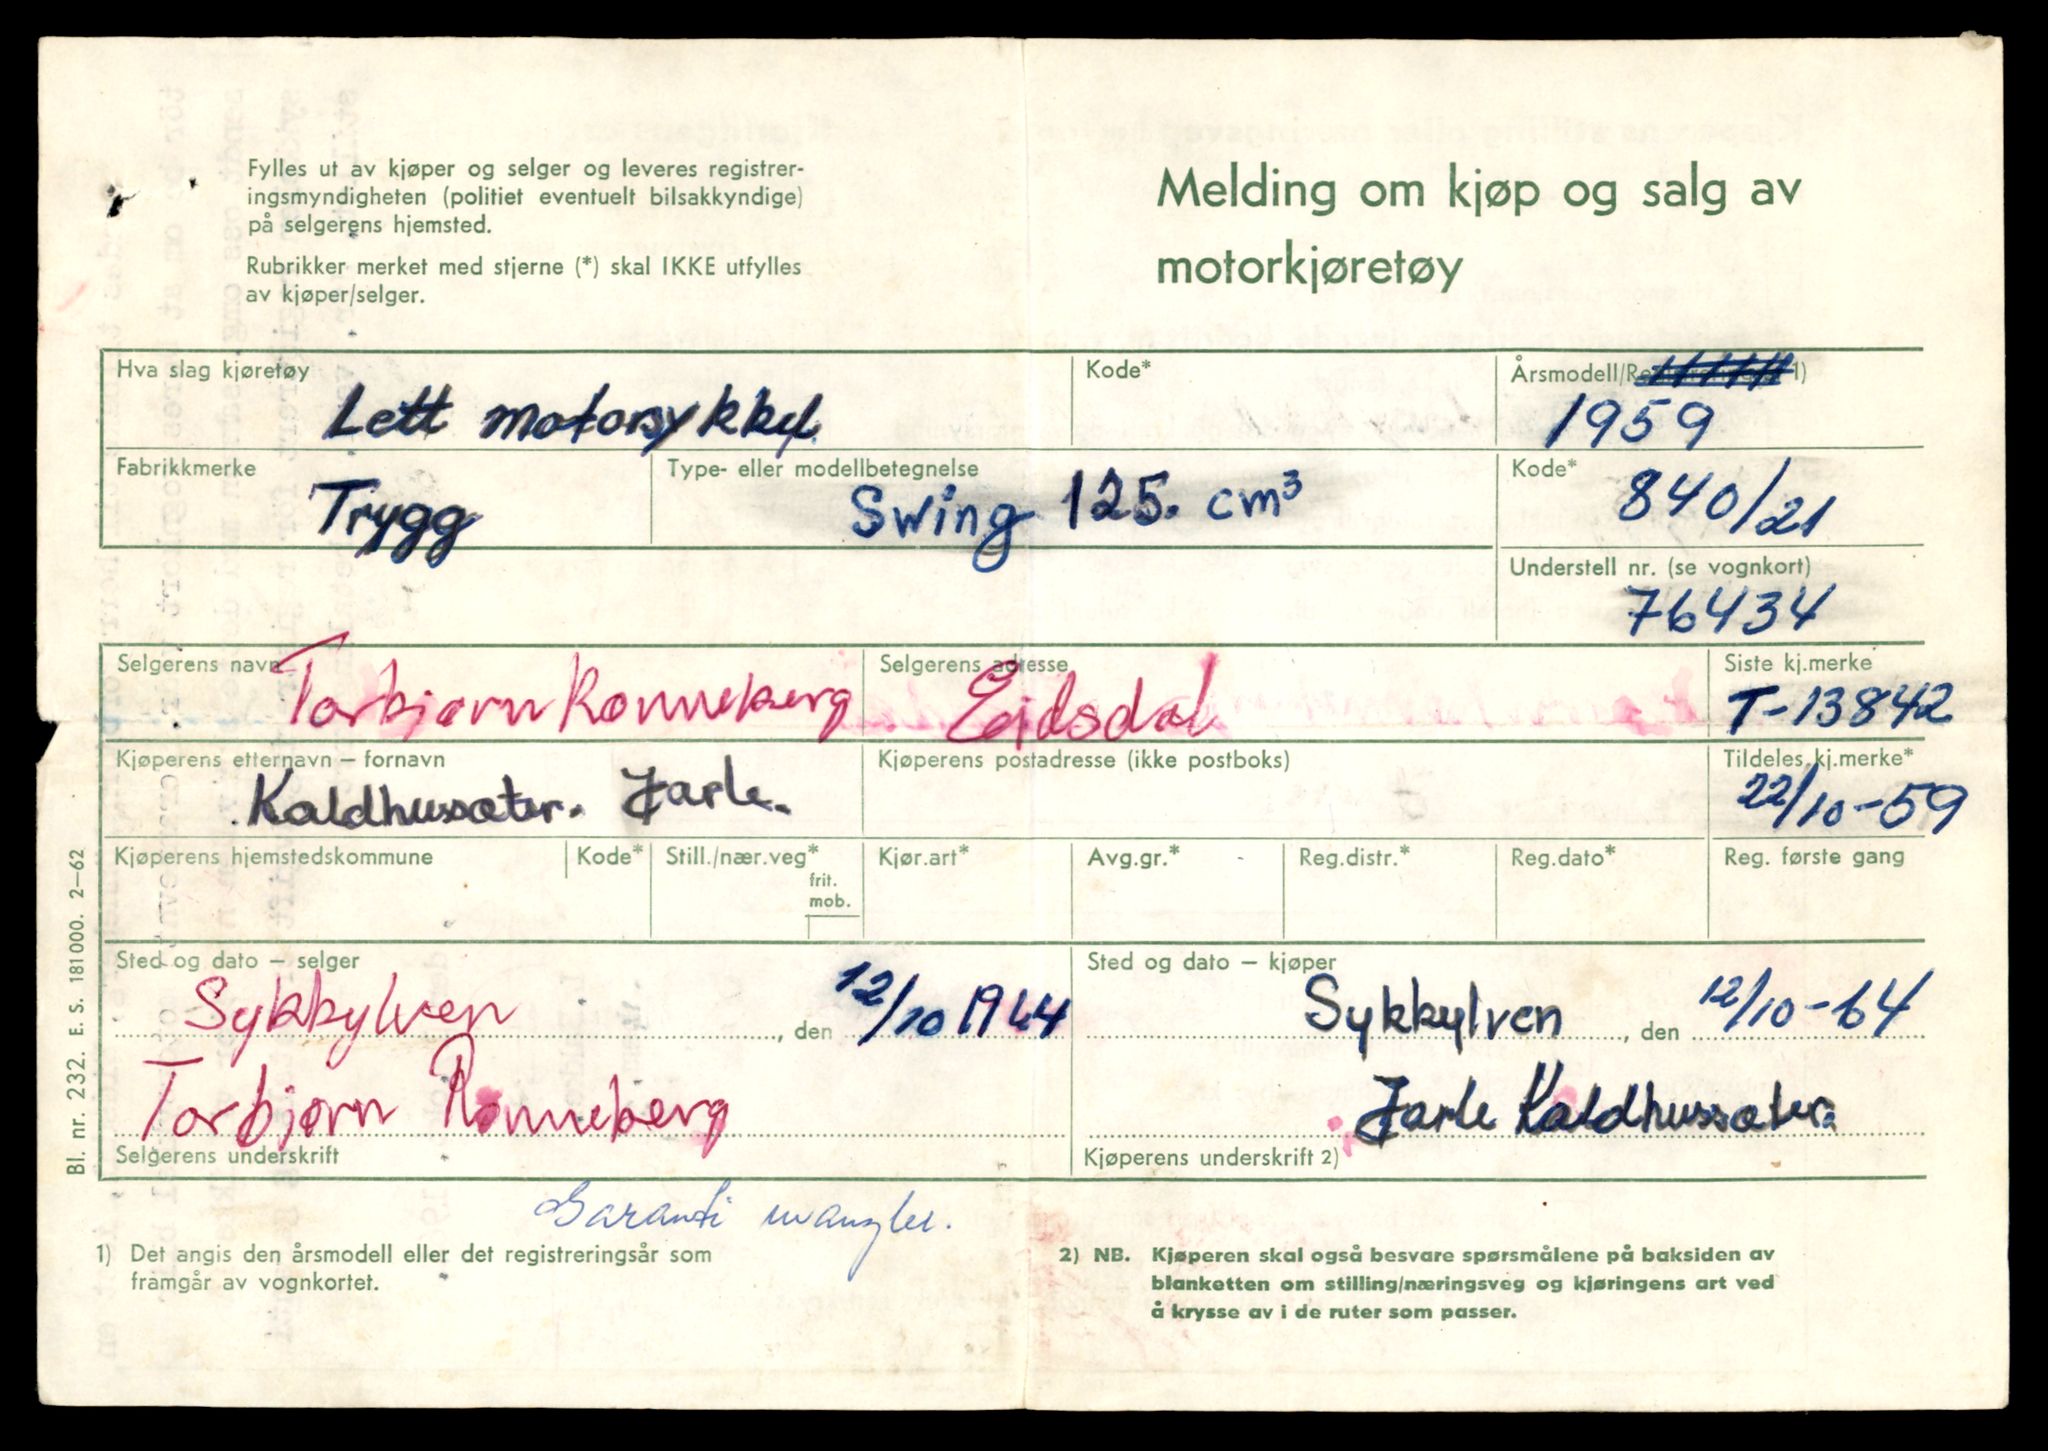 Fylles ut av kjøper og selger og leveres registrer-
ingsmyndigheten (politiet eventuelt bilsakkyndige)
på selgerens hjemsted.
Rubrikker merket med stjerne (*) skal IKKE utfylles
av kjøper/selger.
Melding om kjøp og salg av
motorkjøretøy
Hva slag kjøretøy
Lett motorsykkel
Kode*
Årsmodell/ 1)
1959
Fabrikkmerke
Trygg
Type- eller modellbetegnelse
Swing 125. cm³
Kode*
840/21
Understell nr. (se vognkort)
76434
Selgerens navn
Torbjørn Rønneberg
Selgerens adresse
Eidsdal
Siste kj.merke
T-13842
Kjøperens etternavn – fornavn
Kaldhussæter. Jarle.
Kjøperens postadresse (ikke postboks)
Tildeles kj.merke*
22/10-59
Kjøperens hjemstedskommune
Kode*
Still./nær.veg*
frit.
mob.
Kjør.art*
Avg.gr.*
Reg.distr.*
Reg.dato*
Reg. første gang
Sted og dato – selger
Sykkylven, den 12/10 1964
Torbjørn Rønneberg
Selgerens underskrift
Sted og dato – kjøper
Sykkylven, den 12/10-64
Jarle Kaldhussæter.
Kjøperens underskrift 2)
Garanti mangler.
1) Det angis den årsmodell eller det registreringsår som
framgår av vognkortet.
2) NB. Kjøperen skal også besvare spørsmålene på baksiden av
blanketten om stilling/næringsveg og kjøringens art ved
å krysse av i de ruter som passer.
Bl. nr. 232. E. S. 181000. 2–62